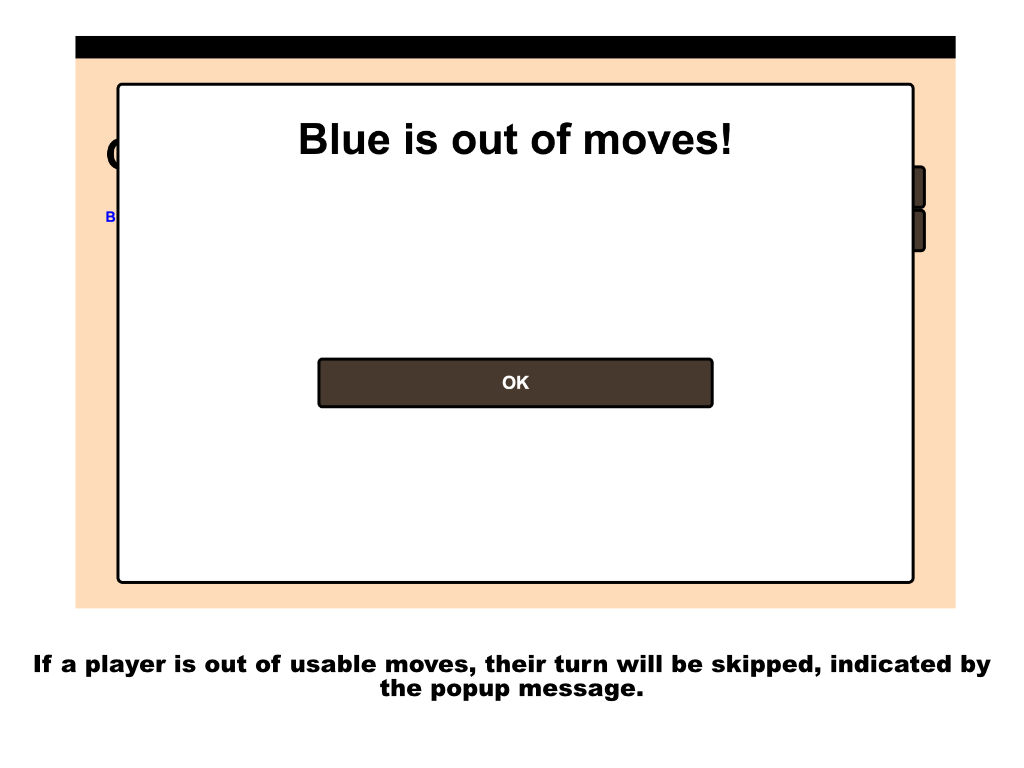 Blue is out of moves!
B
OK
If a player is out of usable moves, their turn will be skipped, indicated by
the popup message.